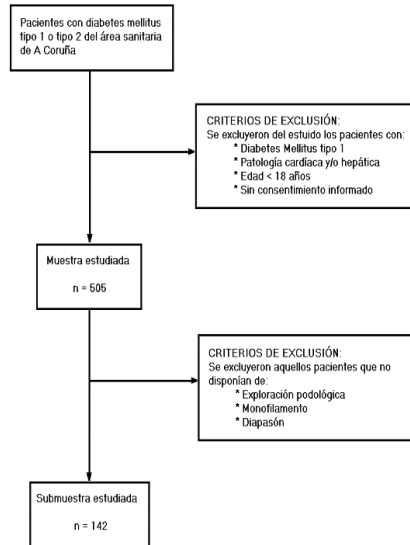 Pacientes con diabetes mellitus
tipo 1 o tipo 2 del área sanitaria
de A Coruña
CRITERIOS DE EXCLUSIÓN:
Se excluyeron del estuido los pacientes con:
* Diabetes Mellitus tipo 1
* Patología cardíaca y/o hepática
* Edad < 18 años
* Sin consentimiento informado
Muestra estudiada
n = 505
CRITERIOS DE EXCLUSIÓN:
Se excluyeron aquellos pacientes que no
disponían de:
* Exploración podológica
* Monofilamento
* Diapasón
Submuestra estudiada
n = 142